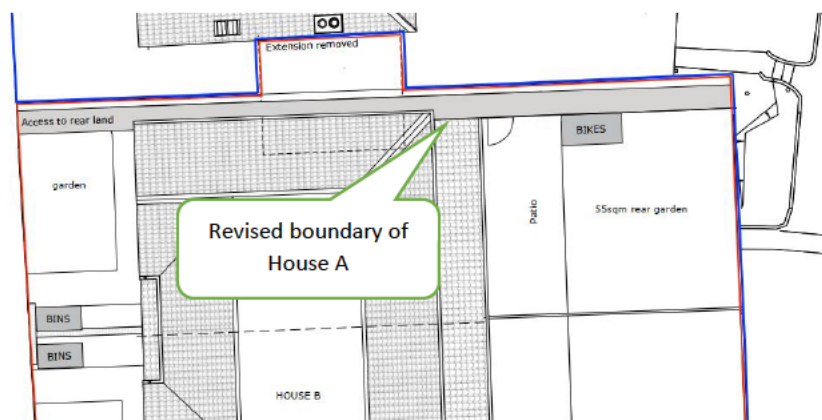 Extension removed
Access to rear land
BIKES
garden
Patio
55sqm rear garden
Revised boundary of
House A
BINS
BINS
HOUSE B